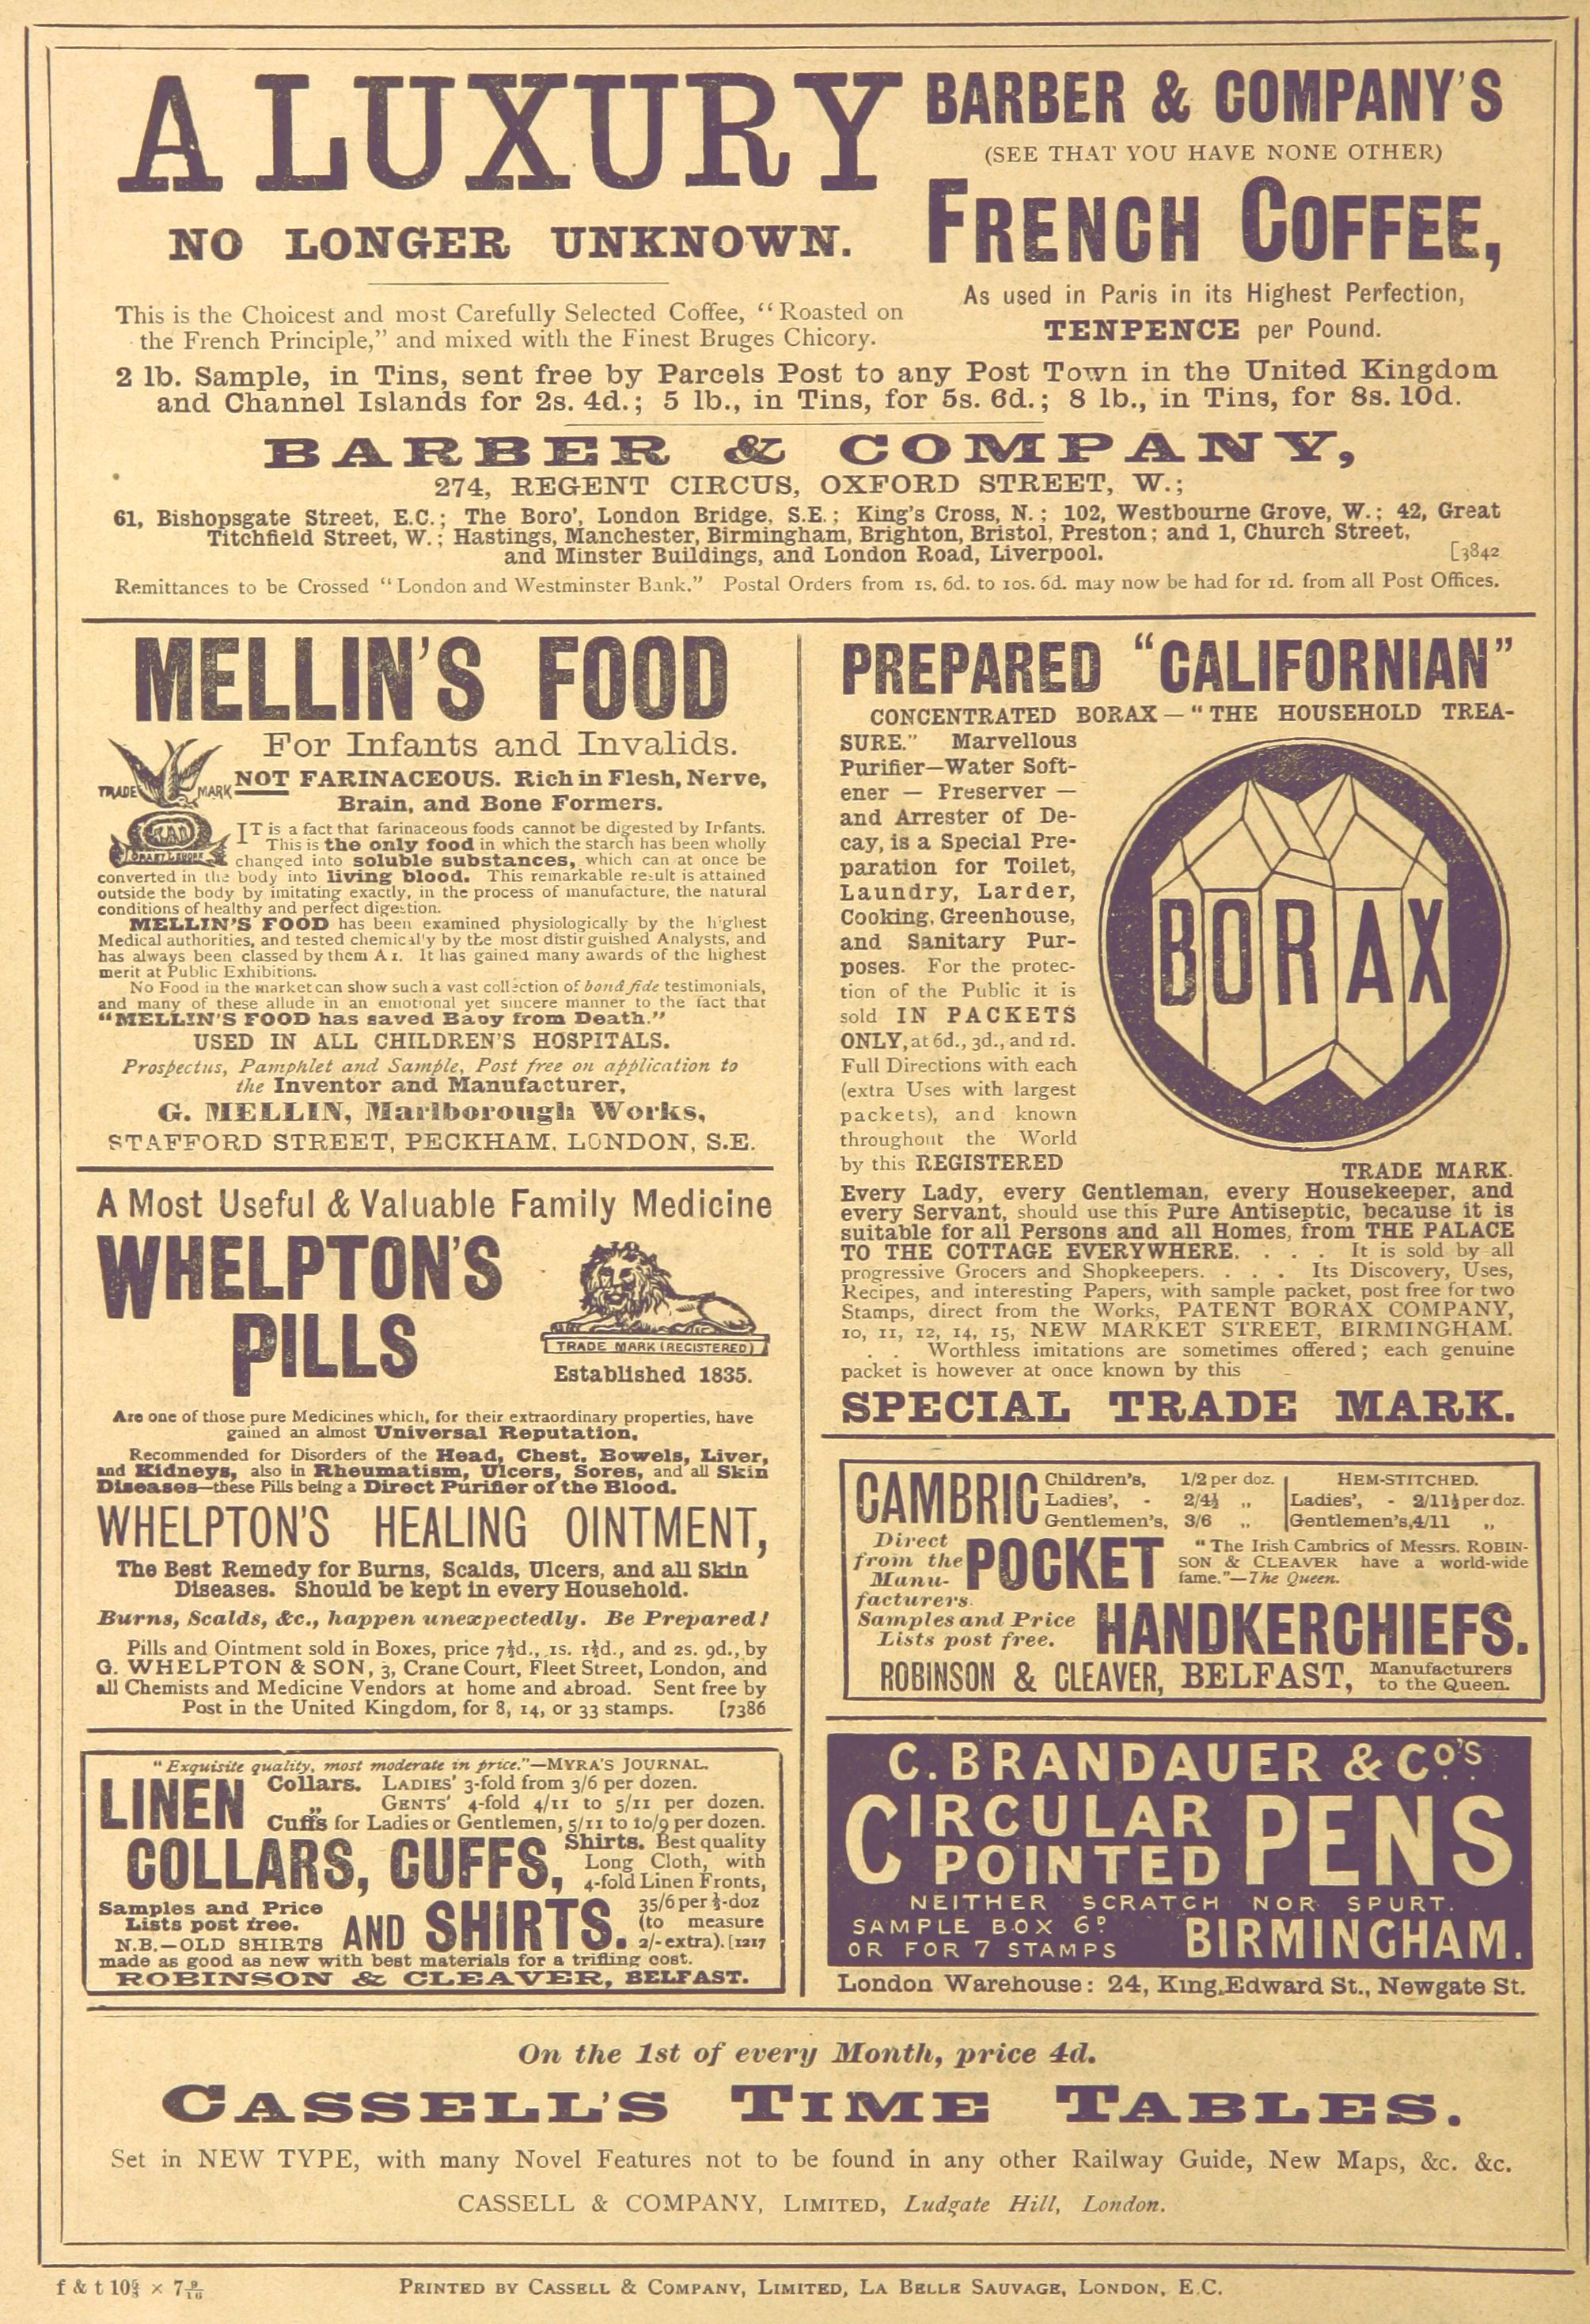 A LUXURY
NO LONGER UNKNOWN.
This is the Choicest and most Carefully Selected Coffee, "Roasted on
the French Principle," and mixed with the Finest Bruges Chicory.
BARBER & COMPANY'S
(SEE THAT YOU HAVE NONE OTHER)
FRENCH COFFEE,
As used in Paris in its Highest Perfection,
TENPENCE per Pound.
2 lb. Sample, in Tins, sent free by Parcels Post to any Post Town in the United Kingdom
and Channel Islands for 2s. 4d.; 5 lb., in Tins, for 5s. 6d.; 8 lb., in Tins, for 8s. 10d.
BARBER & COMPANY,
274, REGENT CIRCUS, OXFORD STREET, W.;
61, Bishopsgate Street, E.C.; The Boro', London Bridge, S.E.; King's Cross, N.; 102, Westbourne Grove, W.; 42, Great
Titchfield Street, W.; Hastings, Manchester, Birmingham, Brighton, Bristol, Preston; and 1, Church Street,
and Minster Buildings, and London Road, Liverpool. [3842
Remittances to be Crossed "London and Westminster Bank." Postal Orders from 1s. 6d. to 10s. 6d. may now be had for 1d. from all Post Offices.
MELLIN'S FOOD
For Infants and Invalids.
TRADE MARK
NOT FARINACEOUS. Rich in Flesh, Nerve,
Brain, and Bone Formers.
IT is a fact that farinaceous foods cannot be digested by Infants.
This is the only food in which the starch has been wholly
changed into soluble substances, which can at once be
converted in the body into living blood. This remarkable result is attained
outside the body by imitating exactly, in the process of manufacture, the natural
conditions of healthy and perfect digestion.
MELLIN'S FOOD has been examined physiologically by the highest
Medical authorities, and tested chemically by the most distinguished Analysts, and
has always been classed by them A 1. It has gained many awards of the highest
merit at Public Exhibitions.
No Food in the market can show such a vast collection of bonâ fide testimonials,
and many of these allude in an emotional yet sincere manner to the fact that
"MELLIN'S FOOD has saved Baby from Death."
USED IN ALL CHILDREN'S HOSPITALS.
Prospectus, Pamphlet and Sample, Post free on application to
the Inventor and Manufacturer,
G. MELLIN, Marlborough Works,
STAFFORD STREET, PECKHAM, LONDON, S.E.
A Most Useful & Valuable Family Medicine
WHELPTON'S
PILLS
TRADE MARK (REGISTERED)
Established 1835.
Are one of those pure Medicines which, for their extraordinary properties, have
gained an almost Universal Reputation.
Recommended for Disorders of the Head, Chest, Bowels, Liver,
and Kidneys, also in Rheumatism, Ulcers, Sores, and all Skin
Diseases—these Pills being a Direct Purifier of the Blood.
WHELPTON'S HEALING OINTMENT,
The Best Remedy for Burns, Scalds, Ulcers, and all Skin
Diseases. Should be kept in every Household.
Burns, Scalds, &c., happen unexpectedly. Be Prepared!
Pills and Ointment sold in Boxes, price 7½d., 1s. 1½d., and 2s. 9d., by
G. WHELPTON & SON, 3, Crane Court, Fleet Street, London, and
all Chemists and Medicine Vendors at home and abroad. Sent free by
Post in the United Kingdom, for 8, 14, or 33 stamps. [7386
"Exquisite quality, most moderate in price."—MYRA'S JOURNAL.
LINEN
Collars. LADIES' 3-fold from 3/6 per dozen.
„ GENTS' 4-fold 4/11 to 5/11 per dozen.
Cuffs for Ladies or Gentlemen, 5/11 to 10/9 per dozen.
COLLARS, CUFFS,
Shirts. Best quality
Long Cloth, with
4-fold Linen Fronts,
35/6 per ½-doz
(to measure
2/- extra). [1217
AND SHIRTS.
Samples and Price
Lists post free.
N.B.—OLD SHIRTS
made as good as new with best materials for a trifling cost.
ROBINSON & CLEAVER, BELFAST.
PREPARED "CALIFORNIAN"
CONCENTRATED BORAX—"THE HOUSEHOLD TREA-
SURE." Marvellous
Purifier—Water Soft-
ener — Preserver —
and Arrester of De-
cay, is a Special Pre-
paration for Toilet,
Laundry, Larder,
Cooking, Greenhouse,
and Sanitary Pur-
poses. For the protec-
tion of the Public it is
sold IN PACKETS
ONLY, at 6d., 3d., and 1d.
Full Directions with each
(extra Uses with largest
packets), and known
throughout the World
by this REGISTERED
BORAX
TRADE MARK.
Every Lady, every Gentleman, every Housekeeper, and
every Servant, should use this Pure Antiseptic, because it is
suitable for all Persons and all Homes, from THE PALACE
TO THE COTTAGE EVERYWHERE. . . . . It is sold by all
progressive Grocers and Shopkeepers. . . . . Its Discovery, Uses,
Recipes, and interesting Papers, with sample packet, post free for two
Stamps, direct from the Works, PATENT BORAX COMPANY,
10, 11, 12, 14, 15, NEW MARKET STREET, BIRMINGHAM.
. . Worthless imitations are sometimes offered; each genuine
packet is however at once known by this
SPECIAL TRADE MARK.
CAMBRIC
Children's, 1/2 per doz.
Ladies', - 2/4½ „
Gentlemen's, 3/6 „
HEM-STITCHED.
Ladies', - 2/11½ per doz.
Gentlemen's, 4/11 „
Direct
from the
Manu-
facturers.
POCKET
"The Irish Cambrics of Messrs. ROBIN-
SON & CLEAVER have a world-wide
fame."—The Queen.
Samples and Price
Lists post free.
HANDKERCHIEFS.
ROBINSON & CLEAVER, BELFAST, Manufacturers
to the Queen.
C. BRANDAUER & Co's
CIRCULAR
POINTED PENS
NEITHER SCRATCH NOR SPURT.
SAMPLE BOX 6D
OR FOR 7 STAMPS
BIRMINGHAM.
London Warehouse: 24, King Edward St., Newgate St.
On the 1st of every Month, price 4d.
CASSELL'S TIME TABLES.
Set in NEW TYPE, with many Novel Features not to be found in any other Railway Guide, New Maps, &c. &c.
CASSELL & COMPANY, LIMITED, Ludgate Hill, London.
f & t 10 × 7 9/16
PRINTED BY CASSELL & COMPANY, LIMITED, LA BELLE SAUVAGE, LONDON, E.C.